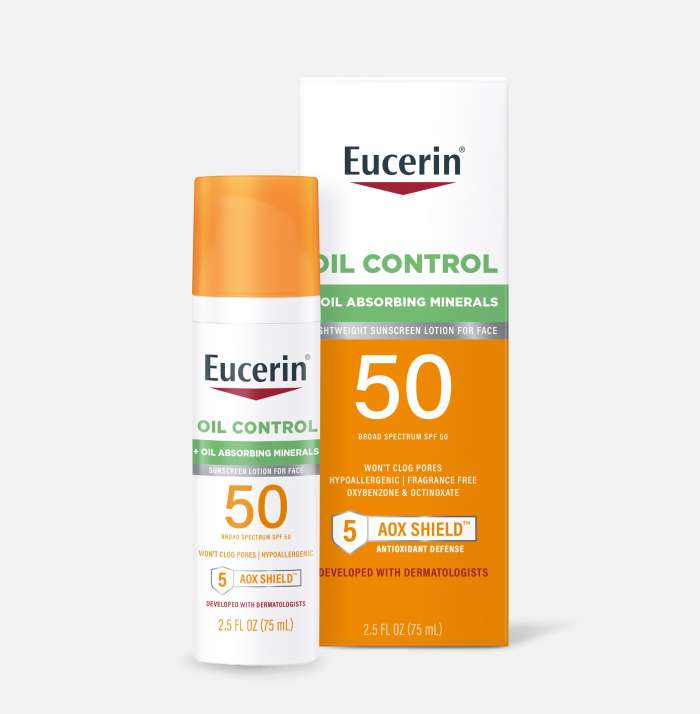 Eucerin®
OIL CONTROL
OIL ABSORBING MINERALS
SUNSCREEN LOTION FOR FACE
50
BROAD SPECTRUM SPF 50
WON'T CLOG PORES
HYPOALLERGENIC | FRAGRANCE FREE
OXYBENZONE & OCTINOXATE
5 AOX SHIELD™
ANTIOXIDANT DEFENSE
DEVELOPED WITH DERMATOLOGISTS
2.5 FL OZ (75 mL)
Eucerin®
OIL CONTROL
+ OIL ABSORBING MINERALS
SUNSCREEN LOTION FOR FACE
50
BROAD SPECTRUM SPF 50
WON'T CLOG PORES | HYPOALLERGENIC
5 AOX SHIELD™
DEVELOPED WITH DERMATOLOGISTS
2.5 FL OZ (75 mL)